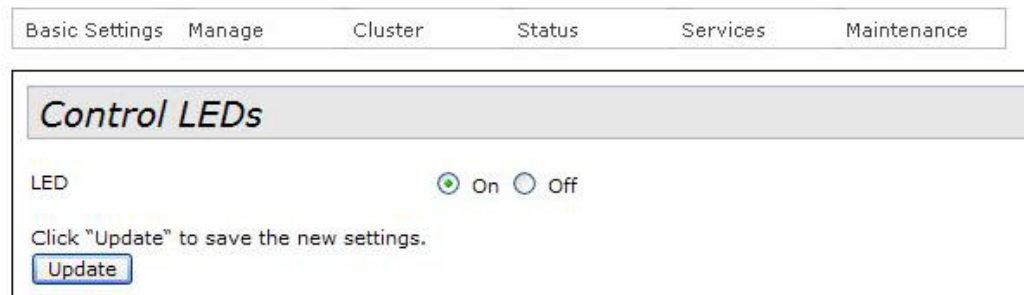 Basic Settings Manage Cluster Status Services Maintenance
Control LEDs
LED On Off
Click "Update" to save the new settings.
Update